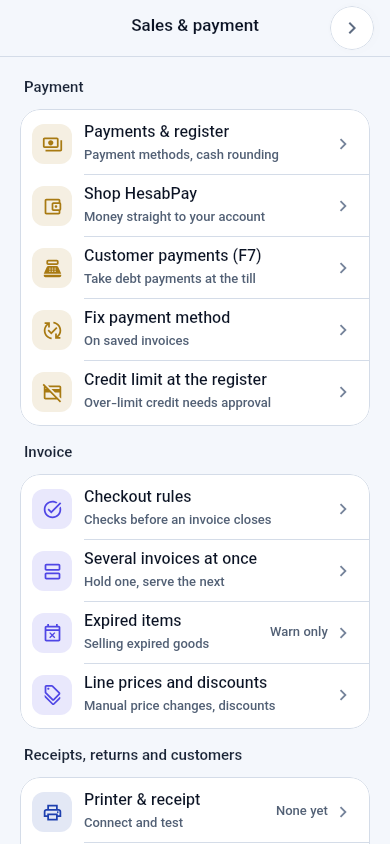 Sales & payment
Payment
Payments & register
Payment methods, cash rounding
Shop HesabPay
Money straight to your account
Customer payments (F7)
Take debt payments at the till
Fix payment method
On saved invoices
Credit limit at the register
Over-limit credit needs approval
Invoice
Checkout rules
Checks before an invoice closes
Several invoices at once
Hold one, serve the next
Expired items
Selling expired goods
Warn only
Line prices and discounts
Manual price changes, discounts
Receipts, returns and customers
Printer & receipt
Connect and test
None yet